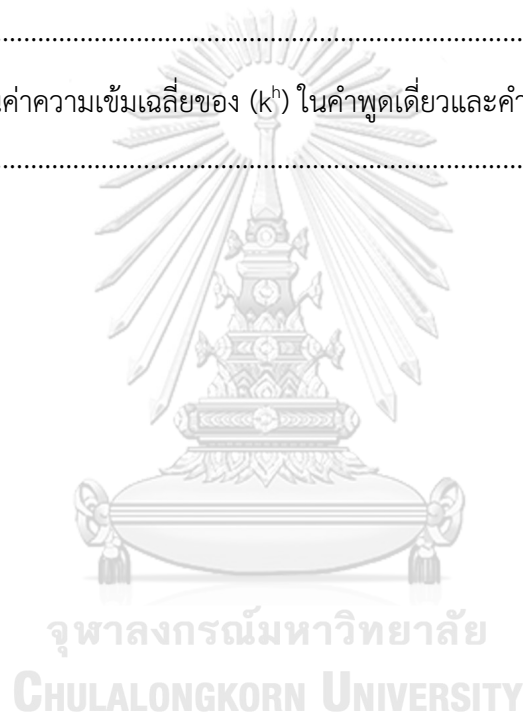 ................................................................................
นค่าความเข้มเฉลี่ยของ (kʰ) ในคำพูดเดี่ยวและคำ
................................................................................
จุฬาลงกรณ์มหาวิทยาลัย
CHULALONGKORN UNIVERSITY